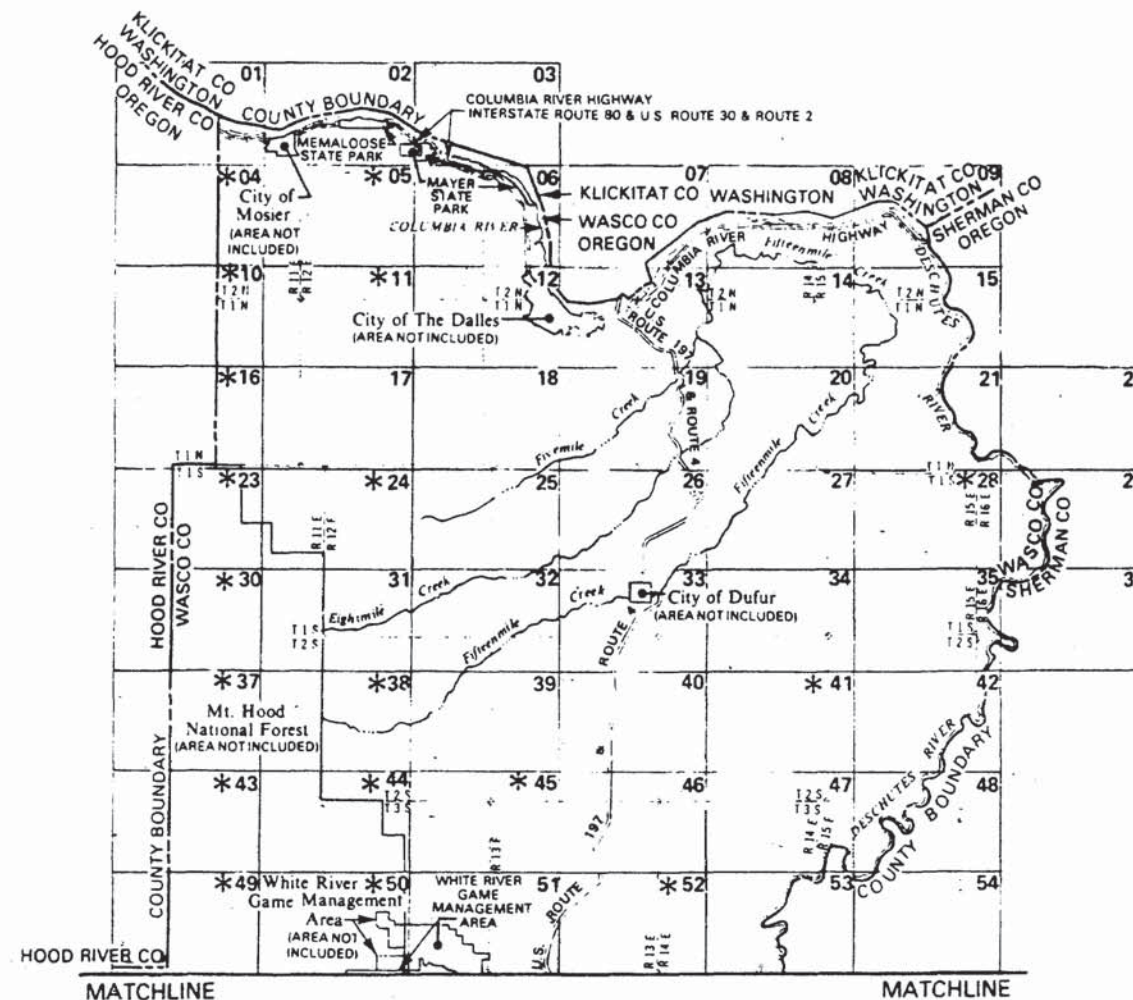 KLICKITAT CO
WASHINGTON
HOOD RIVER CO
OREGON
01
02
03
COUNTY BOUNDARY
COLUMBIA RIVER HIGHWAY
INTERSTATE ROUTE 80 & U S ROUTE 30 & ROUTE 2
MEMALOOSE
STATE PARK
*04
*05
06
07
08
09
City of
Mosier
(AREA NOT
INCLUDED)
MAYER
STATE
PARK
COLUMBIA RIVER
KLICKITAT CO WASHINGTON
WASCO CO
OREGON
KLICKITAT CO
WASHINGTON
SHERMAN CO
OREGON
COLUMBIA RIVER HIGHWAY
Fifteenmile Creek
DESCHUTES RIVER
*10
R 11 E
R 12 E
*11
12
13
R 14
R 15
14
15
T 2 N
T 1 N
T 2 N
T 1 N
T 2 N
T 1 N
T 2 N
T 1 N
City of The Dalles
(AREA NOT INCLUDED)
U.S. ROUTE 197
& ROUTE 4
*16
17
18
19
20
21
Fivemile Creek
Fifteenmile Creek
T 1 N
T 1 S
*23
*24
25
26
27
T 1 N
T 1 S
*28
R 15 E
R 16 E
HOOD RIVER CO
WASCO CO
R 11 E
R 12 E
WASCO CO
SHERMAN CO
*30
31
32
33
34
35
Eightmile Creek
Fifteenmile Creek
City of Dufur
(AREA NOT INCLUDED)
ROUTE 4
R 15 E
R 16 E
T 1 S
T 2 S
T 1 S
T 2 S
*37
*38
39
40
*41
42
Mt. Hood
National Forest
(AREA NOT INCLUDED)
&
*43
*44
*45
46
47
48
T 2 S
T 3 S
T 2 S
T 3 S
R 14 E
R 15 E
DESCHUTES RIVER
COUNTY BOUNDARY
COUNTY BOUNDARY
197
R 13 E
*49
*50
51
*52
53
54
White River
Game Management
Area
(AREA NOT
INCLUDED)
WHITE RIVER
GAME
MANAGEMENT
AREA
U.S. ROUTE
R 13 E
R 14 E
HOOD RIVER CO
MATCHLINE
MATCHLINE